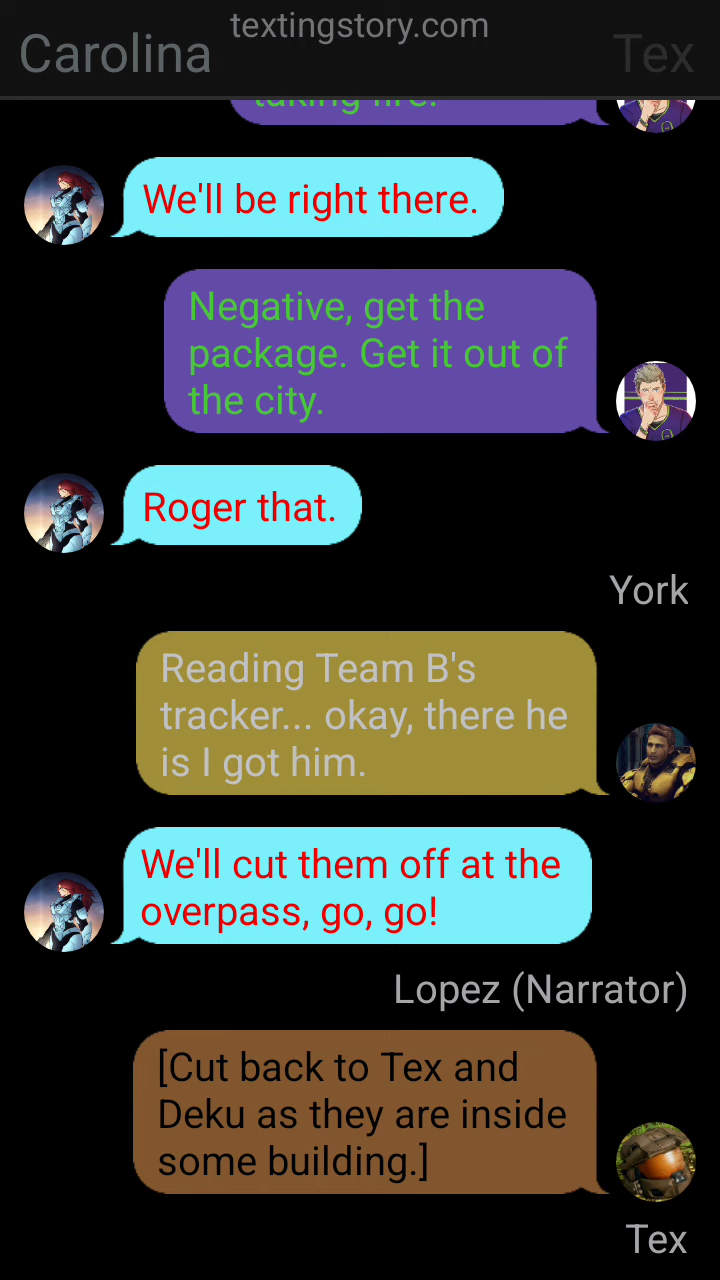 textingstory.com
Carolina
Tex
taking fire.
We'll be right there.
Negative, get the
package. Get it out of
the city.
Roger that.
York
Reading Team B's
tracker... okay, there he
is I got him.
We'll cut them off at the
overpass, go, go!
Lopez (Narrator)
[Cut back to Tex and
Deku as they are inside
some building.]
Tex